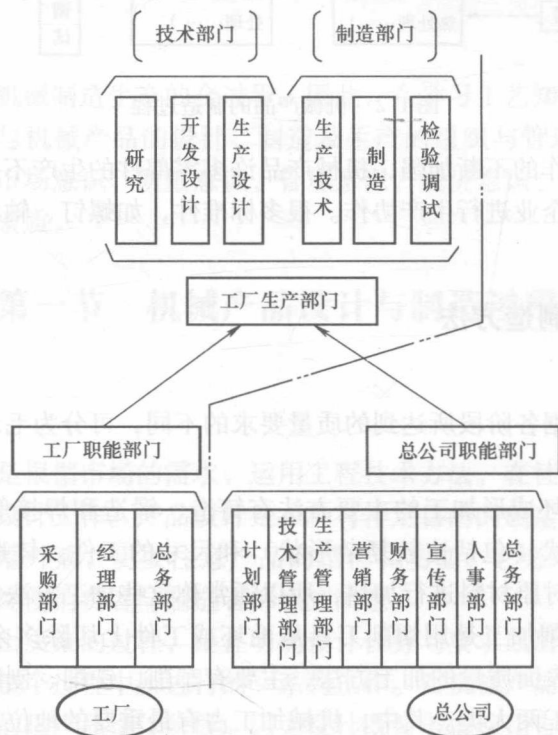 技术部门
制造部门
研究
开发设计
生产设计
生产技术
制造
检验调试
工厂生产部门
工厂职能部门
总公司职能部门
采购部门
经理部门
总务部门
计划部门
技术管理部门
生产管理部门
营销部门
财务部门
宣传部门
人事部门
总务部门
工厂
总公司